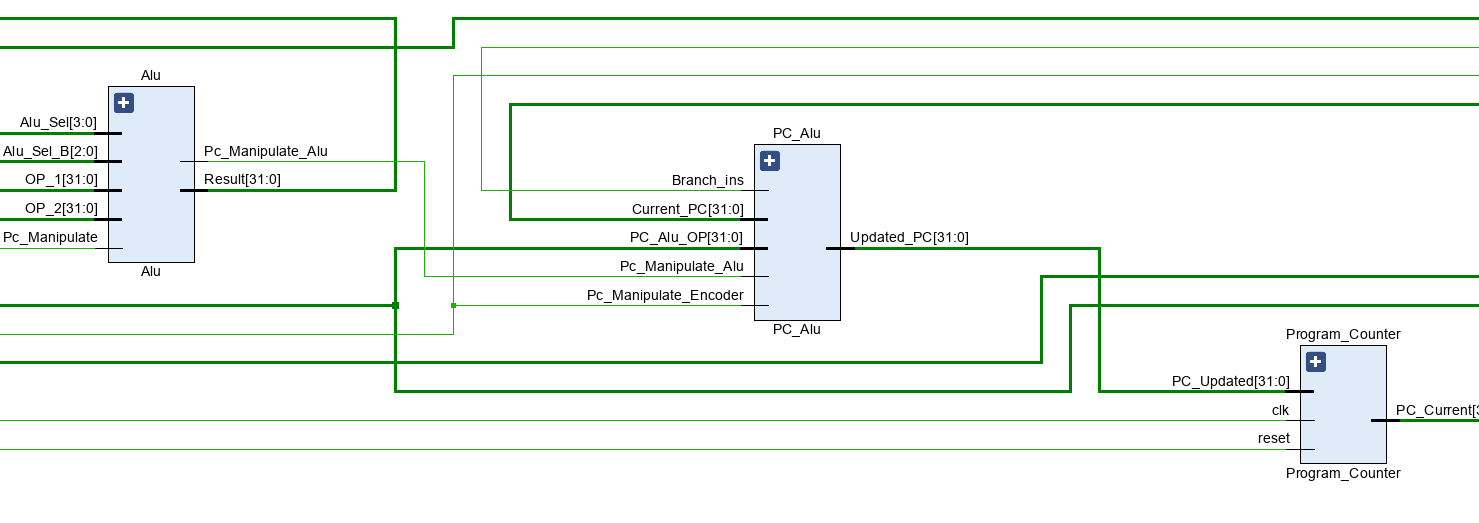 Alu
Alu_Sel[3:0]
Alu_Sel_B[2:0]
OP_1[31:0]
OP_2[31:0]
Pc_Manipulate
Pc_Manipulate_Alu
Result[31:0]
Alu
PC_Alu
Branch_ins
Current_PC[31:0]
PC_Alu_OP[31:0]
Pc_Manipulate_Alu
Pc_Manipulate_Encoder
Updated_PC[31:0]
PC_Alu
Program_Counter
PC_Updated[31:0]
clk
reset
PC_Current[3
Program_Counter